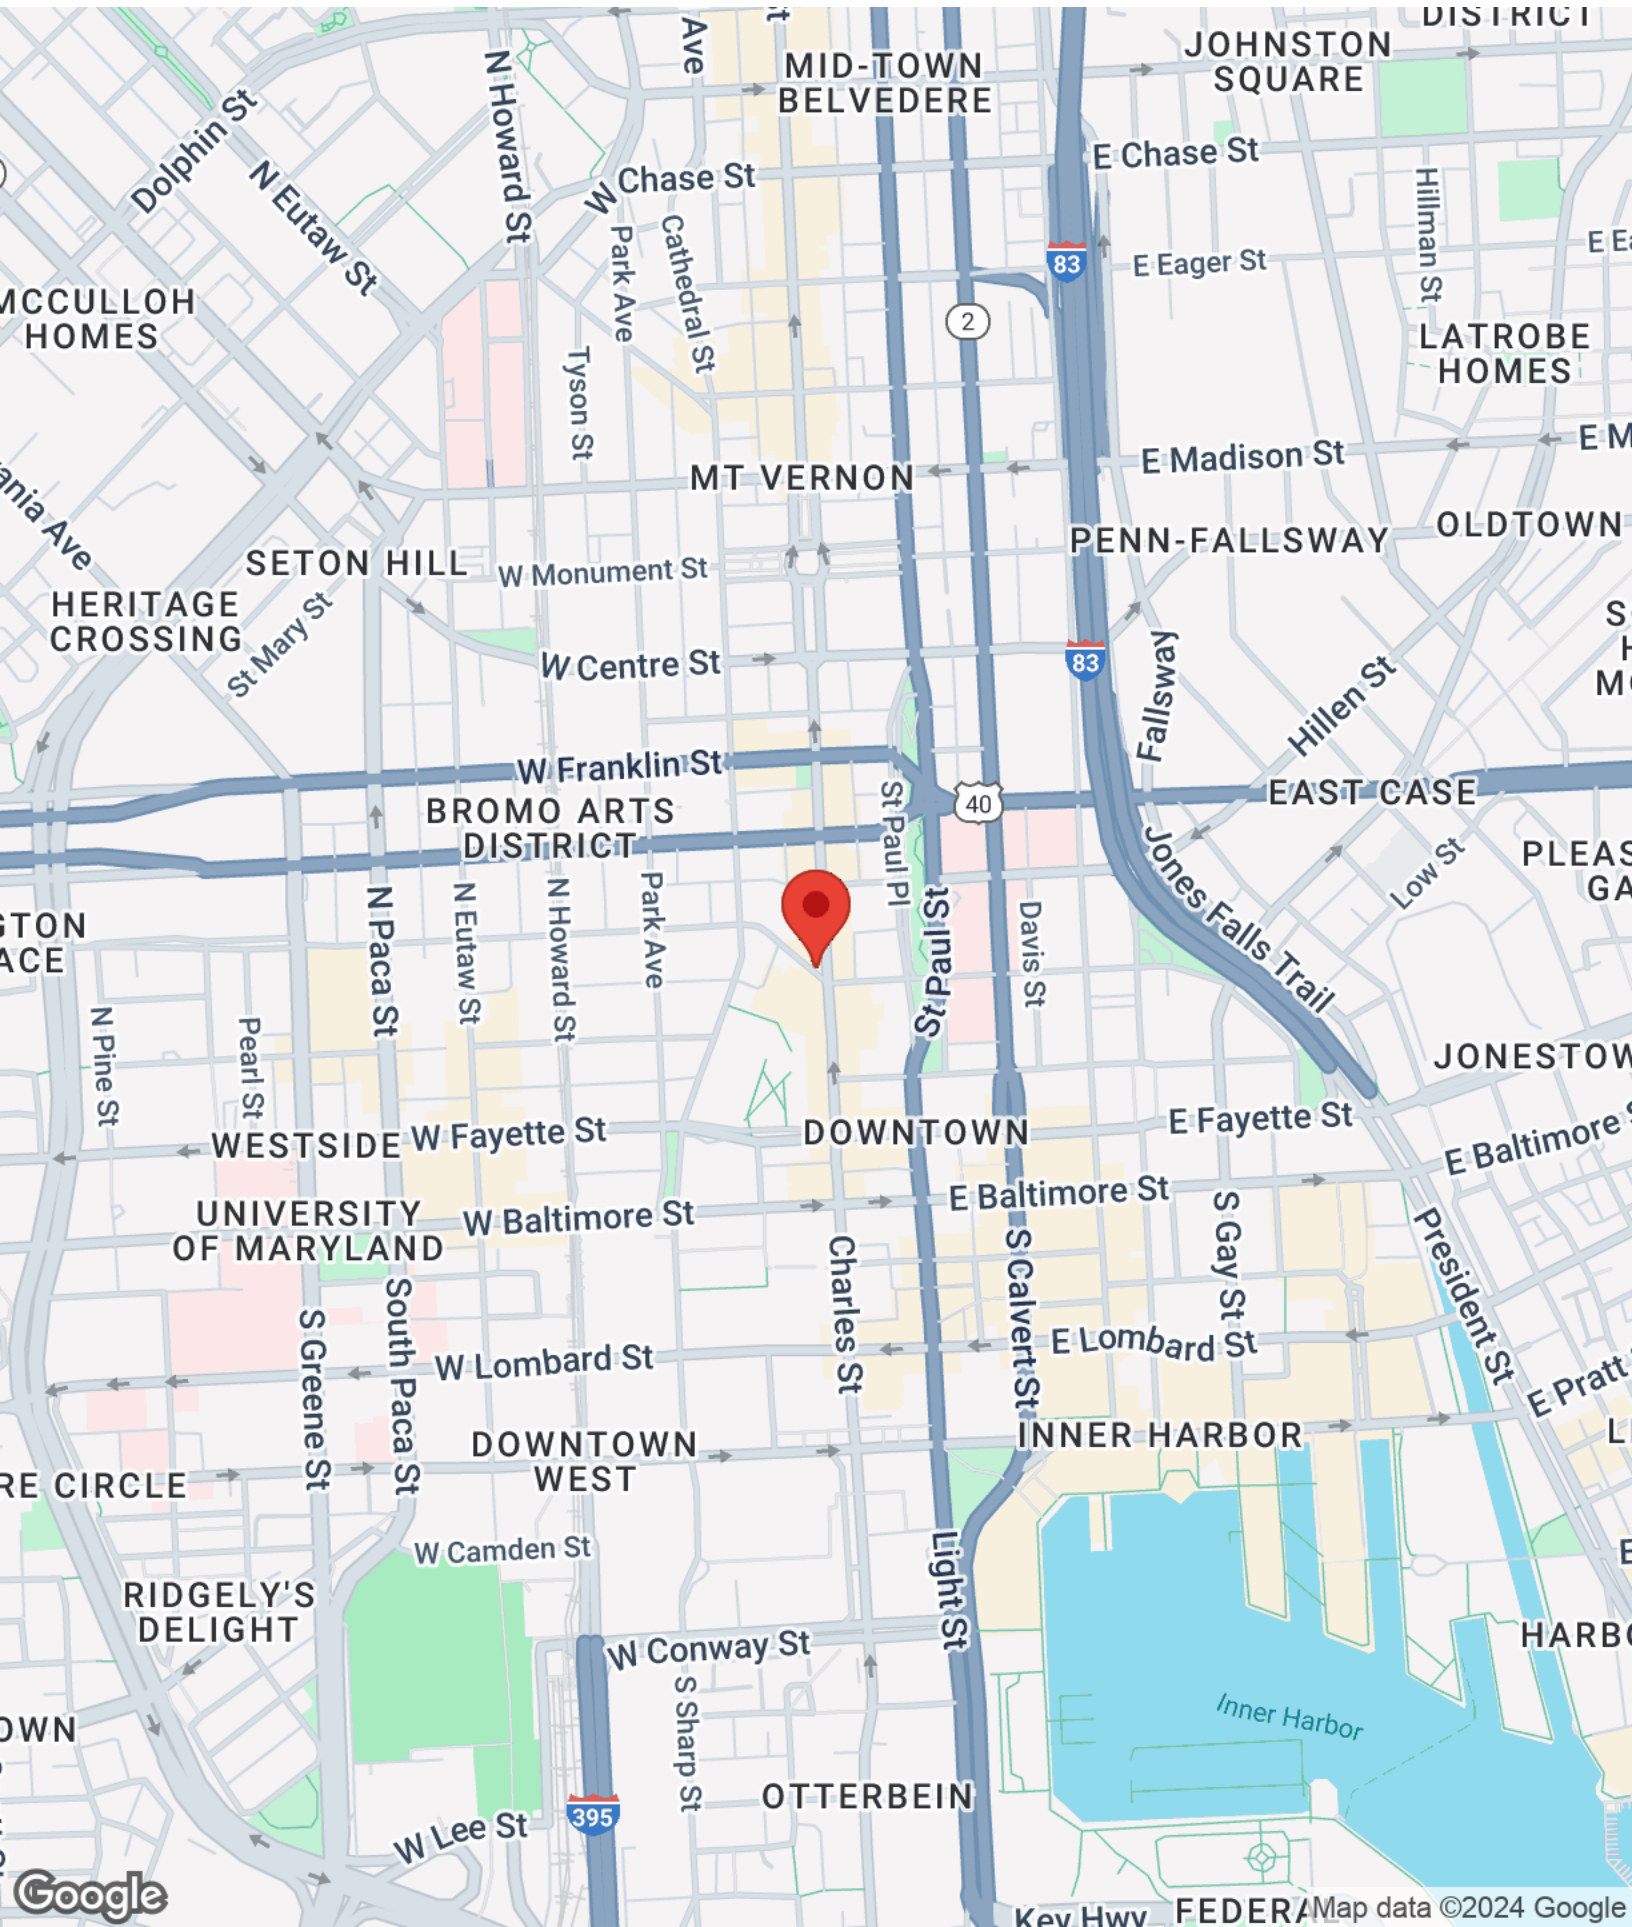 DISTRICT
Ave
JOHNSTON
SQUARE
MID-TOWN
BELVEDERE
N Howard St
Dolphin St
N Eutaw St
W Chase St
E Chase St
Hillman St
Park Ave
Cathedral St
83
E Eager St
MCCULLOH
HOMES
2
LATROBE
HOMES
Tyson St
E Madison St
MT VERNON
OLDTOWN
PENN-FALLSWAY
SETON HILL
W Monument St
HERITAGE
CROSSING
St Mary St
W Centre St
83
Fallsway
Hillen St
W Franklin St
EAST CASE
40
BROMO ARTS
DISTRICT
St Paul Pl
Jones Falls Trail
Low St
N Paca St
N Eutaw St
N Howard St
Park Ave
St Paul St
Davis St
N Pine St
Pearl St
JONESTOW
WESTSIDE
W Fayette St
DOWNTOWN
E Fayette St
E Baltimore S
UNIVERSITY
OF MARYLAND
W Baltimore St
E Baltimore St
S Gay St
President St
Charles St
S Calvert St
S Greene St
South Paca St
W Lombard St
E Lombard St
E Pratt
DOWNTOWN
WEST
INNER HARBOR
RE CIRCLE
W Camden St
Light St
RIDGELY'S
DELIGHT
W Conway St
S Sharp St
Inner Harbor
OTTERBEIN
395
W Lee St
Google
Key Hwy
FEDERA
Map data ©2024 Google